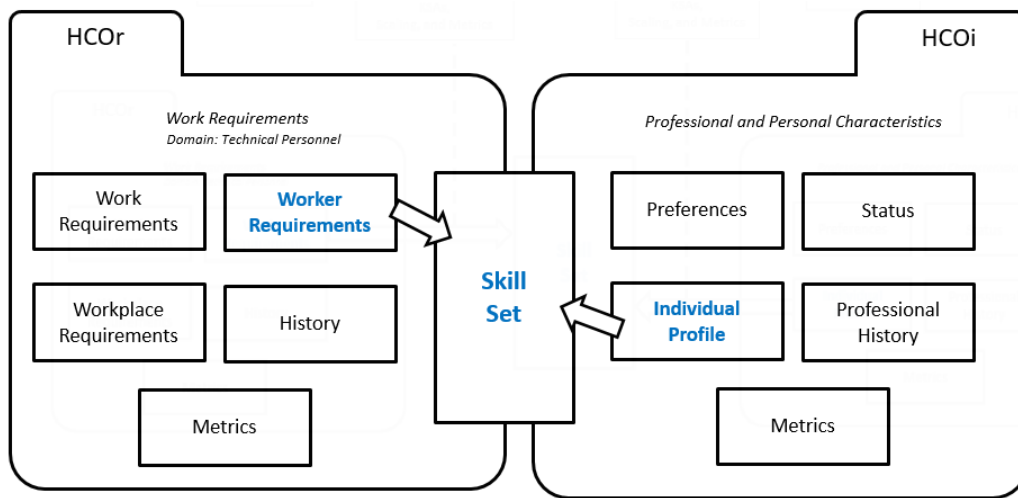 HCOr
HCOi
Work Requirements
Domain: Technical Personnel
Professional and Personal Characteristics
Work
Requirements
Worker
Requirements
Workplace
Requirements
History
Metrics
Skill
Set
Preferences
Status
Individual
Profile
Professional
History
Metrics